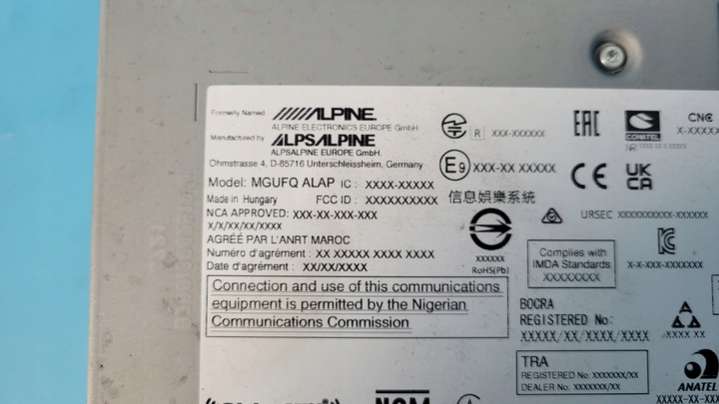 Formerly Named ALPINE
ALPINE ELECTRONICS EUROPE GmbH
Manufactured by ALPSALPINE
ALPSALPINE EUROPE GmbH.
Ohmstrasse 4, D-85716 Unterschleissheim, Germany
Model: MGUFQ ALAP IC : XXXX-XXXXX
Made in Hungary FCC ID : XXXXXXXXXX
NCA APPROVED: XXX-XX-XXX-XXX
X/X/XX/XX/XXXX
AGRÉÉ PAR L'ANRT MAROC
Numéro d'agrément : XX XXXXX XXXX XXXX
Date d'agrément : XX/XX/XXXX
Connection and use of this communications
equipment is permitted by the Nigerian
Communications Commission
R XXX-XXXXXX
E9 XXX-XX XXXXX
信息娛樂系統
XXXXX
RoHS(Pb)
EAC
CONATEL
CNC
X-XXXXX
CE
UK
CA
URSEC XXXXXXXXXX-XXXXXX
Complies with
IMDA Standards
XXXXXXXX
X-X-XXX-XXXXXXX
BOCRA
REGISTERED No:
XXXXX/XX/XXXX/XXXX
TRA
REGISTERED No: XXXXXXX/XX
DEALER No: XXXXXXX/XX
ANATEL
XXXXX-XX-XXX
NOM